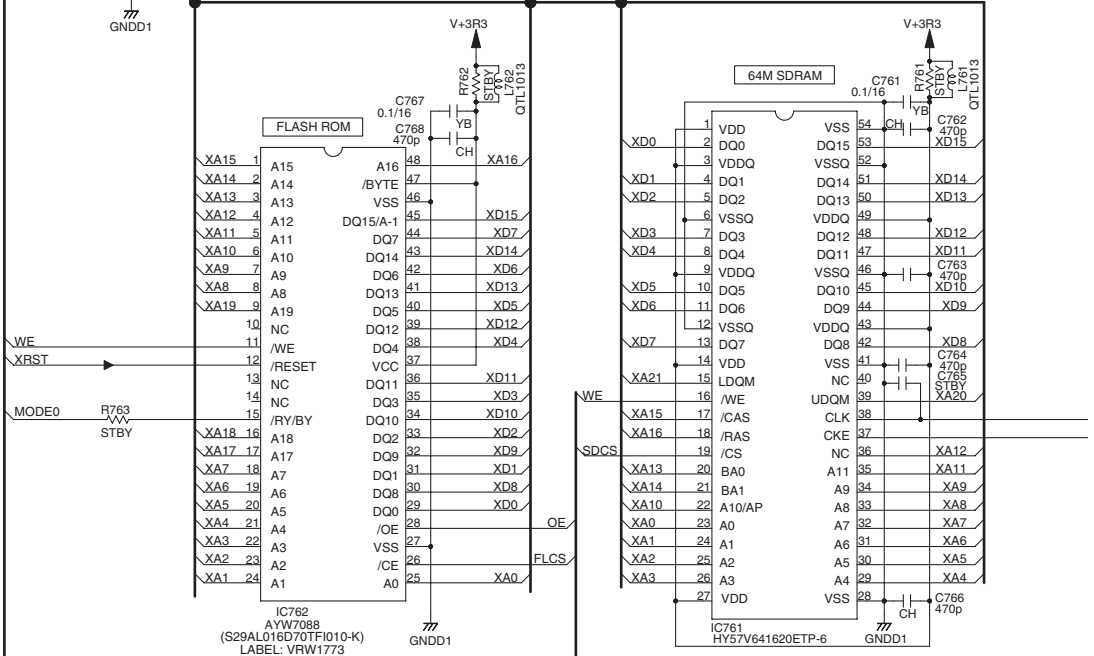 GNDD1
V+3R3
R762
STBY
L762
QTL1013
C767
0.1/16
YB
C768
470p
CH
FLASH ROM
XA15 1 A15 A16 48 XA16
XA14 2 A14 /BYTE 47
XA13 3 A13 VSS 46
XA12 4 A12 DQ15/A-1 45 XD15
XA11 5 A11 DQ7 44 XD7
XA10 6 A10 DQ14 43 XD14
XA9 7 A9 DQ6 42 XD6
XA8 8 A8 DQ13 41 XD13
XA19 9 A19 DQ5 40 XD5
10 NC DQ12 39 XD12
WE 11 /WE DQ4 38 XD4
XRST 12 /RESET VCC 37
13 NC DQ11 36 XD11
14 NC DQ3 35 XD3
MODE0 R763 STBY 15 /RY/BY DQ10 34 XD10
XA18 16 A18 DQ2 33 XD2
XA17 17 A17 DQ9 32 XD9
XA7 18 A7 DQ1 31 XD1
XA6 19 A6 DQ8 30 XD8
XA5 20 A5 DQ0 29 XD0
XA4 21 A4 /OE 28 OE
XA3 22 A3 VSS 27
XA2 23 A2 /CE 26 FLCS
XA1 24 A1 A0 25 XA0
IC762
AYW7088
(S29AL016D70TFI010-K)
LABEL: VRW1773
GNDD1
V+3R3
R761
STBY
L761
QTL1013
64M SDRAM
C761
0.1/16
CH
C762
470p
1 VDD VSS 54
XD0 2 DQ0 DQ15 53 XD15
3 VDDQ VSSQ 52
XD1 4 DQ1 DQ14 51 XD14
XD2 5 DQ2 DQ13 50 XD13
6 VSSQ VDDQ 49
XD3 7 DQ3 DQ12 48 XD12
XD4 8 DQ4 DQ11 47 XD11
9 VDDQ VSSQ 46 C763 470p
XD5 10 DQ5 DQ10 45 XD10
XD6 11 DQ6 DQ9 44 XD9
12 VSSQ VDDQ 43
XD7 13 DQ7 DQ8 42 XD8
14 VDD VSS 41 C764 470p
XA21 15 LDQM NC 40 C765 STBY
WE 16 /WE UDQM 39 XA20
XA15 17 /CAS CLK 38
XA16 18 /RAS CKE 37
SDCS 19 /CS NC 36 XA12
XA13 20 BA0 A11 35 XA11
XA14 21 BA1 A9 34 XA9
XA10 22 A10/AP A8 33 XA8
XA0 23 A0 A7 32 XA7
XA1 24 A1 A6 31 XA6
XA2 25 A2 A5 30 XA5
XA3 26 A3 A4 29 XA4
27 VDD VSS 28 CH C766 470p
IC761
HY57V641620ETP-6
GNDD1